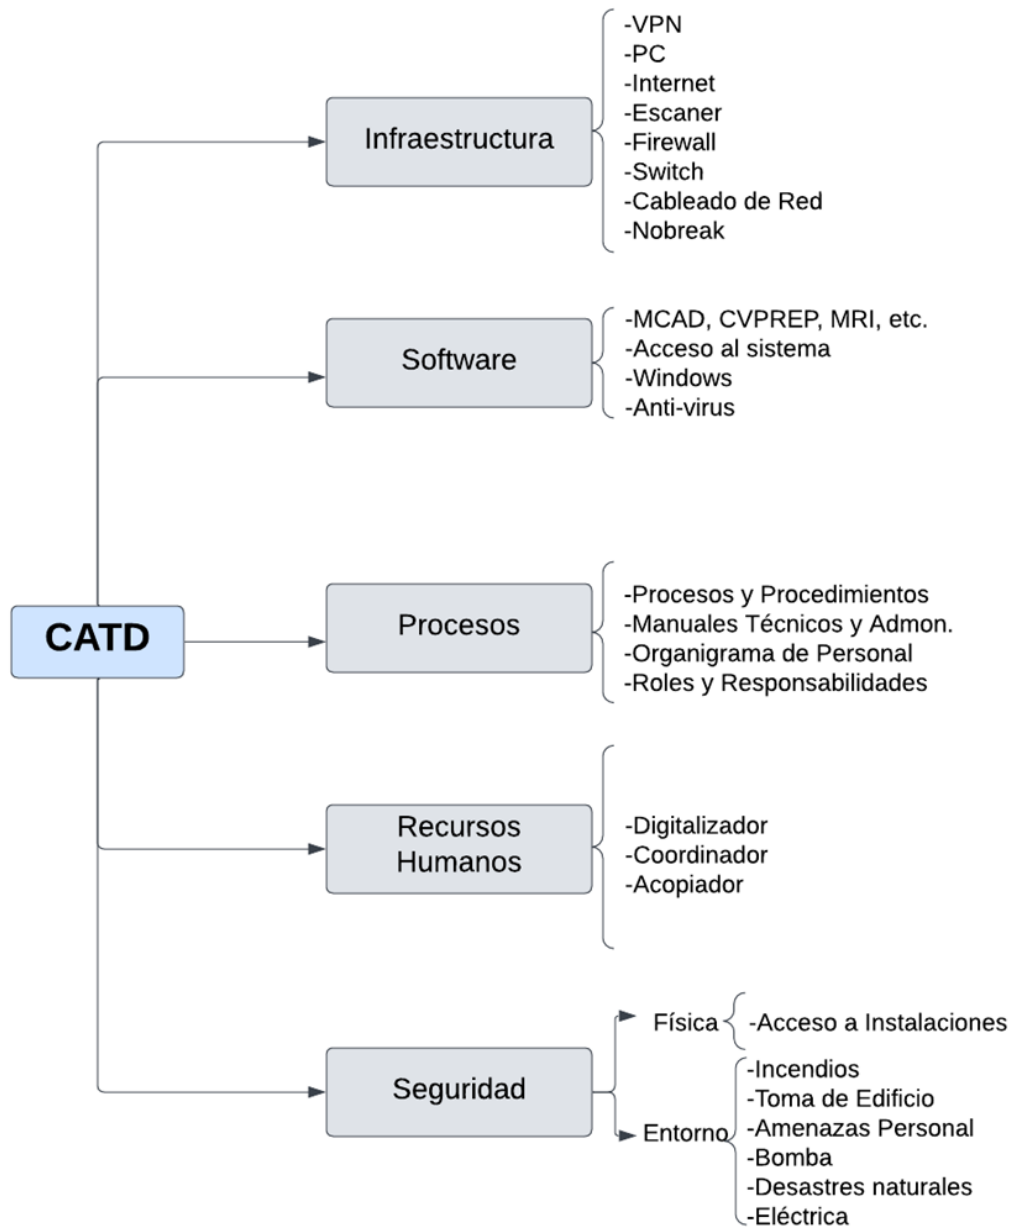 CATD
Infraestructura
-VPN
-PC
-Internet
-Escaner
-Firewall
-Switch
-Cableado de Red
-Nobreak
Software
-MCAD, CVPREP, MRI, etc.
-Acceso al sistema
-Windows
-Anti-virus
Procesos
-Procesos y Procedimientos
-Manuales Técnicos y Admon.
-Organigrama de Personal
-Roles y Responsabilidades
Recursos
Humanos
-Digitalizador
-Coordinador
-Acopiador
Seguridad
Física
-Acceso a Instalaciones
Entorno
-Incendios
-Toma de Edificio
-Amenazas Personal
-Bomba
-Desastres naturales
-Eléctrica